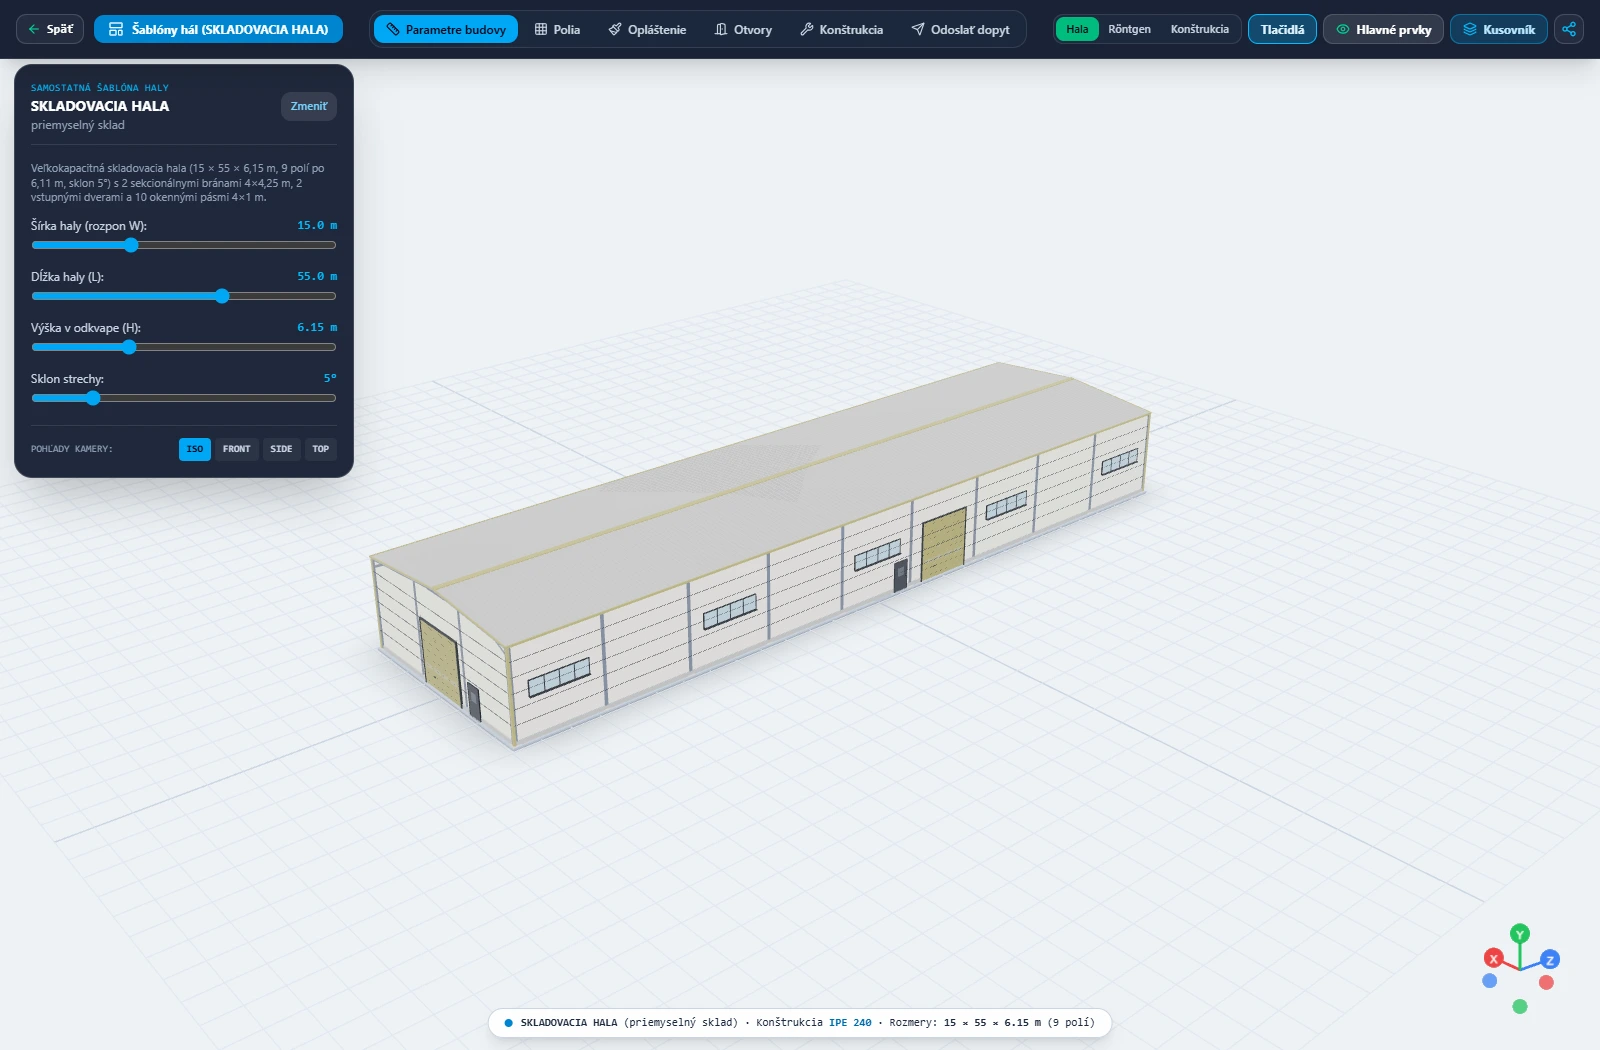 Späť
Šablóny hál (SKLADOVACIA HALA)
Parametre budovy
Polia
Opláštenie
Otvory
Konštrukcia
Odoslať dopyt
Hala
Röntgen
Konštrukcia
Tlačidlá
Hlavné prvky
Kusovník
SAMOSTATNÁ ŠABLÓNA HALY
SKLADOVACIA HALA
priemyselný sklad
Zmeniť
Veľkokapacitná skladovacia hala (15 × 55 × 6,15 m, 9 polí po
6,11 m, sklon 5°) s 2 sekcionálnymi bránami 4×4,25 m, 2
vstupnými dverami a 10 okennými pásmi 4×1 m.
Šírka haly (rozpon W): 15.0 m
Dĺžka haly (L): 55.0 m
Výška v odkvape (H): 6.15 m
Sklon strechy: 5°
POHĽADY KAMERY: ISO FRONT SIDE TOP
Y
X
Z
SKLADOVACIA HALA (priemyselný sklad) · Konštrukcia IPE 240 · Rozmery: 15 × 55 × 6.15 m (9 polí)